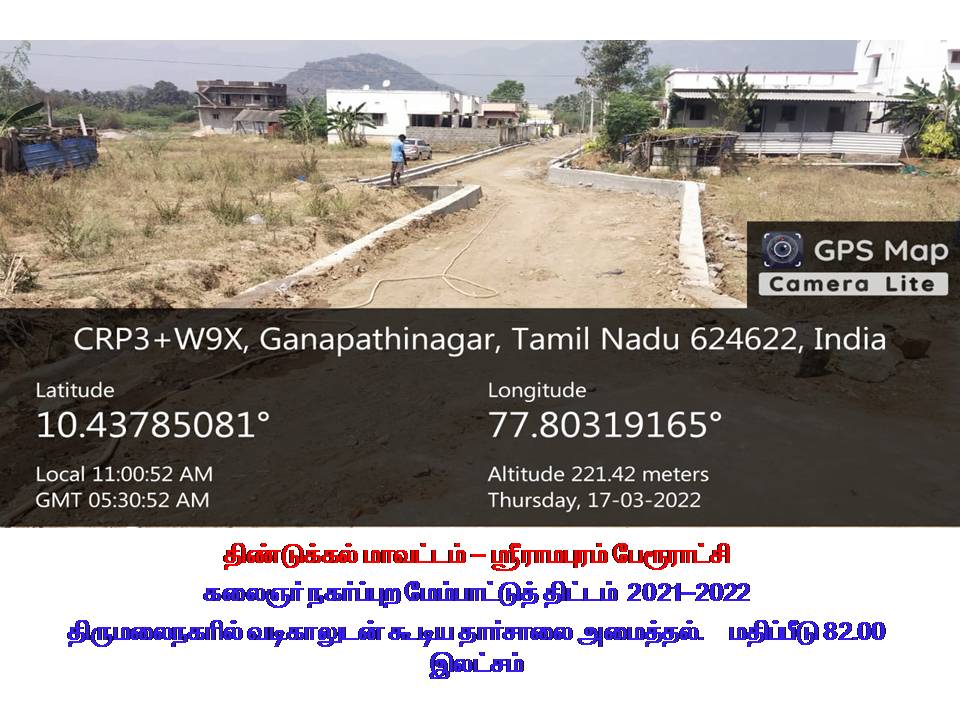 GPS Map
Camera Lite
CRP3+W9X, Ganapathinagar, Tamil Nadu 624622, India
Latitude
10.43785081°
Longitude
77.80319165°
Local 11:00:52 AM
GMT 05:30:52 AM
Altitude 221.42 meters
Thursday, 17-03-2022
திண்டுக்கல் மாவட்டம் – ஸ்ரீராமபுரம் பேரூராட்சி
கலைஞர் நகர்ப்புற மேம்பாட்டுத் திட்டம் 2021–2022
திருமலைநகரில் வடிகாலுடன் கூடிய தார்சாலை அமைத்தல். மதிப்பீடு 82.00
இலட்சம்